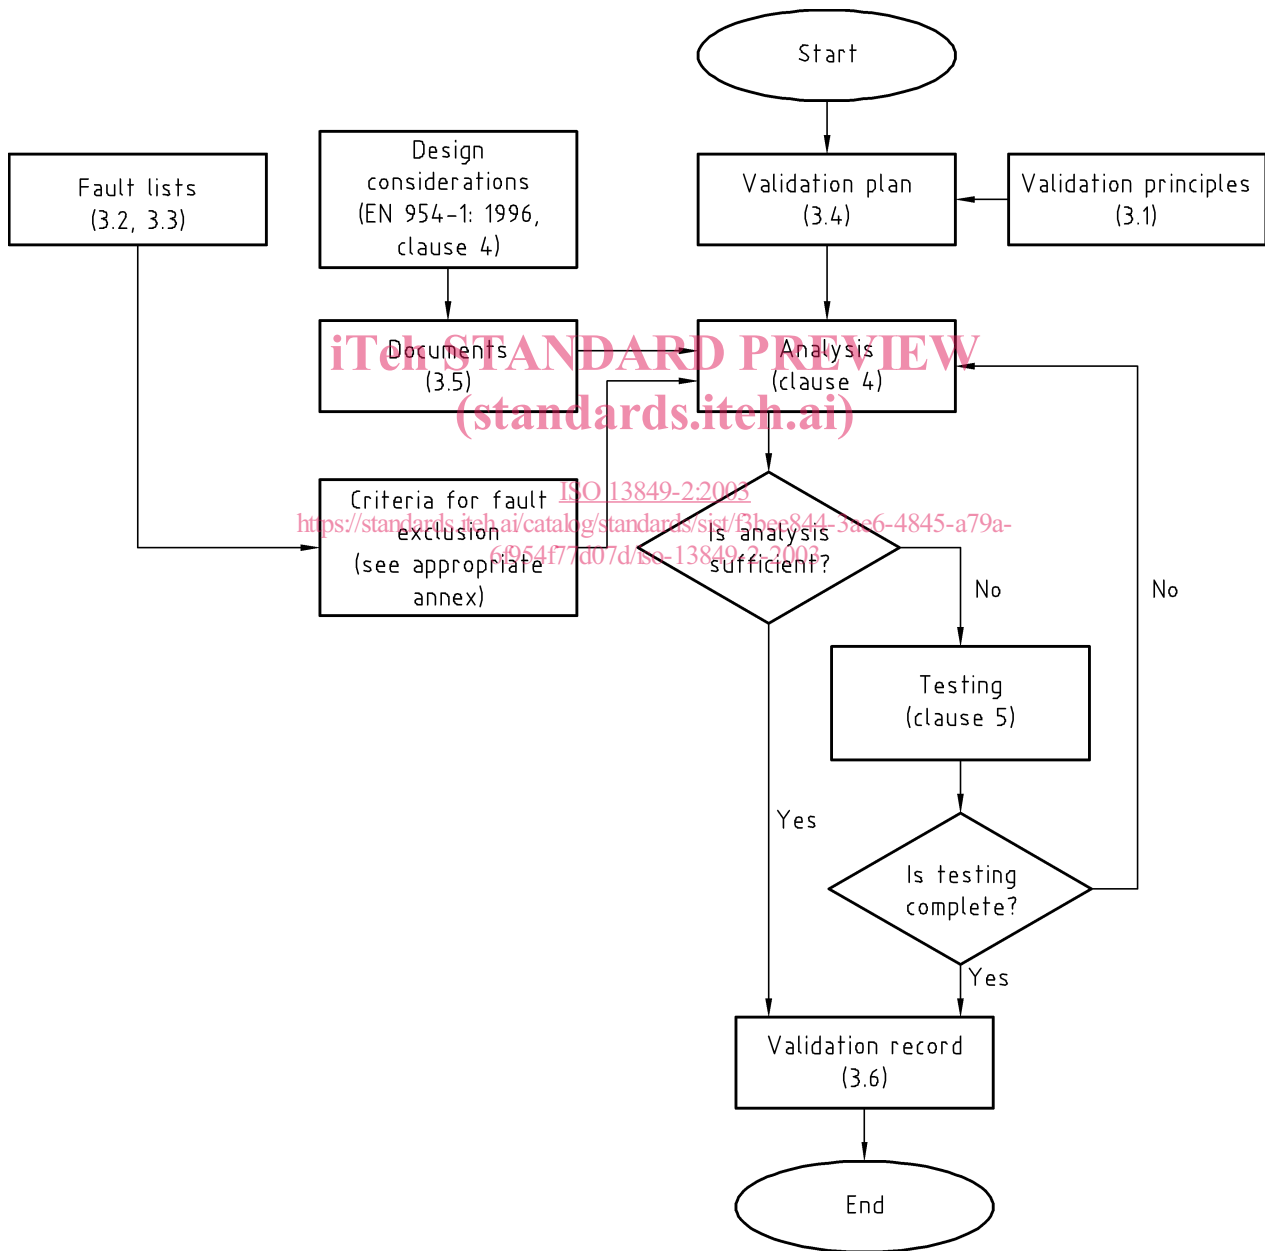 Start
Design
considerations
(EN 954-1: 1996,
clause 4)
Fault lists
(3.2, 3.3)
Validation plan
(3.4)
Validation principles
(3.1)
iTeh STANDARD PREVIEW
(standards.iteh.ai)
Documents
(3.5)
Analysis
(clause 4)
ISO 13849-2:2003
https://standards.iteh.ai/catalog/standards/sist/f3bee844-3ae6-4845-a79a-
6f954f77d07d/iso-13849-2-2003
Criteria for fault
exclusion
(see appropriate
annex)
Is analysis
sufficient?
No
No
Testing
(clause 5)
Yes
Is testing
complete?
Yes
Validation record
(3.6)
End